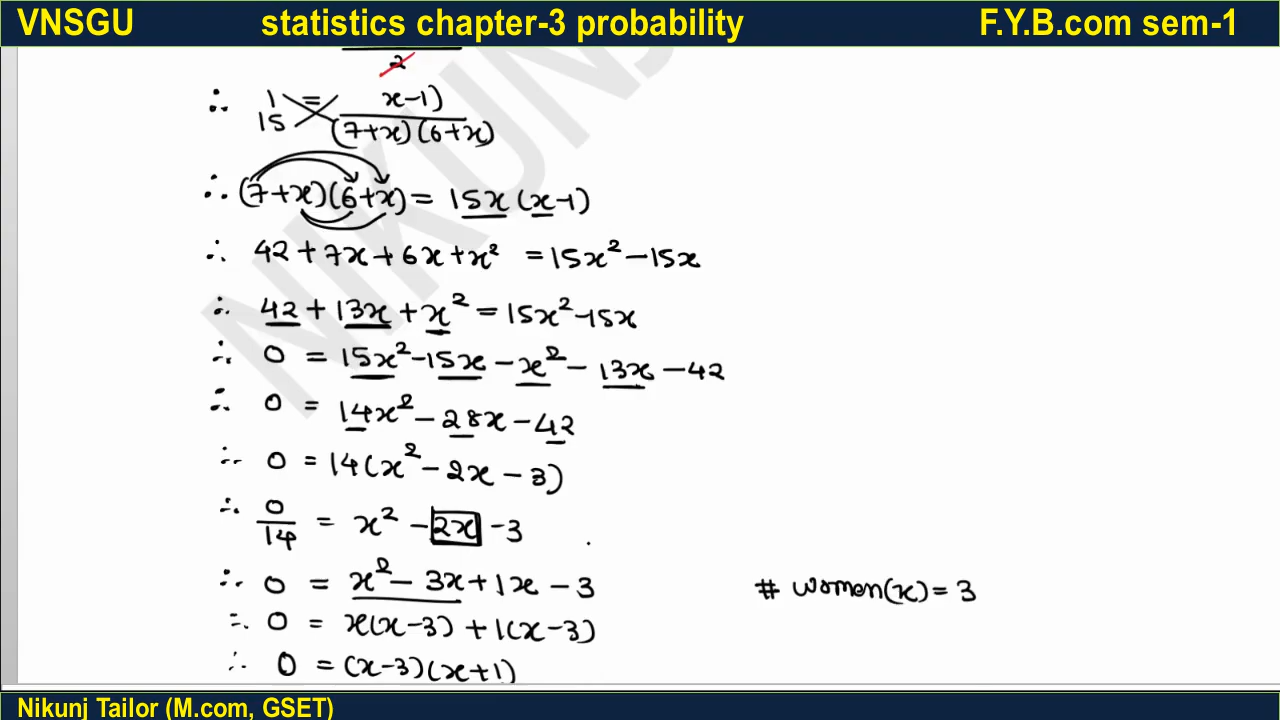 VNSGU statistics chapter-3 probability F.Y.B.com sem-1
2
∴ 1 = x-1)
15 (7+x)(6+x)
∴ (7+x)(6+x) = 15x (x-1)
∴ 42 + 7x + 6x + x² = 15x² - 15x
∴ 42 + 13x + x² = 15x² - 15x
∴ 0 = 15x² - 15x - x² - 13x - 42
∴ 0 = 14x² - 28x - 42
∴ 0 = 14(x² - 2x - 3)
∴ 0/14 = x² - 2x - 3
∴ 0 = x² - 3x + 1x - 3 # women(x) = 3
∴ 0 = x(x-3) + 1(x-3)
∴ 0 = (x-3)(x+1)
NIKUNJ
Nikunj Tailor (M.com, GSET)